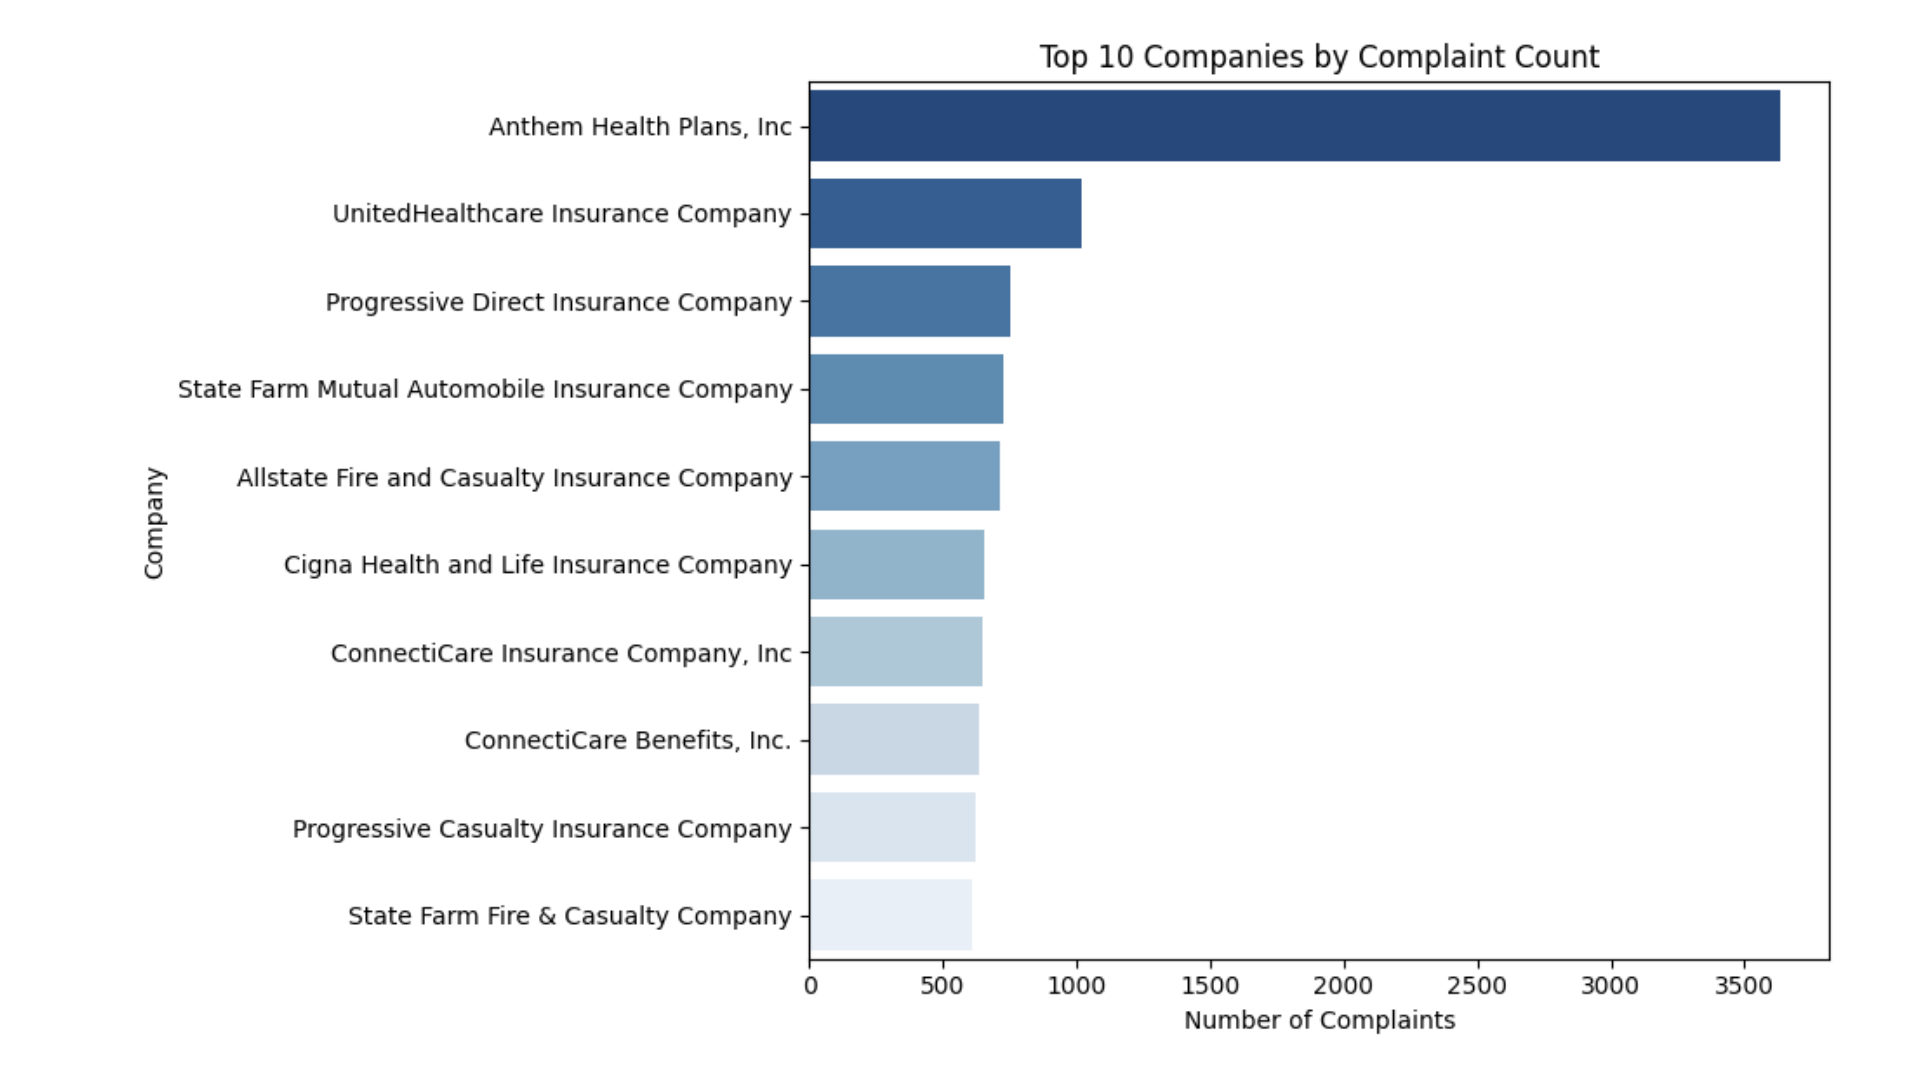 Top 10 Companies by Complaint Count
Company
Anthem Health Plans, Inc
UnitedHealthcare Insurance Company
Progressive Direct Insurance Company
State Farm Mutual Automobile Insurance Company
Allstate Fire and Casualty Insurance Company
Cigna Health and Life Insurance Company
ConnectiCare Insurance Company, Inc
ConnectiCare Benefits, Inc.
Progressive Casualty Insurance Company
State Farm Fire & Casualty Company
0 500 1000 1500 2000 2500 3000 3500
Number of Complaints